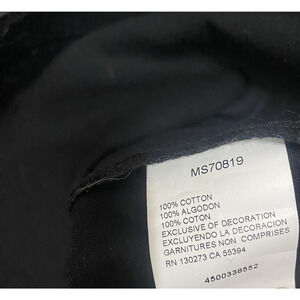 MS70819
100% COTTON
100% ALGODON
100% COTON
EXCLUSIVE OF DECORATION
EXCLUYENDO LA DECORACION
GARNITURES NON COMPRISES
RN 130273 CA 55394
4500338552